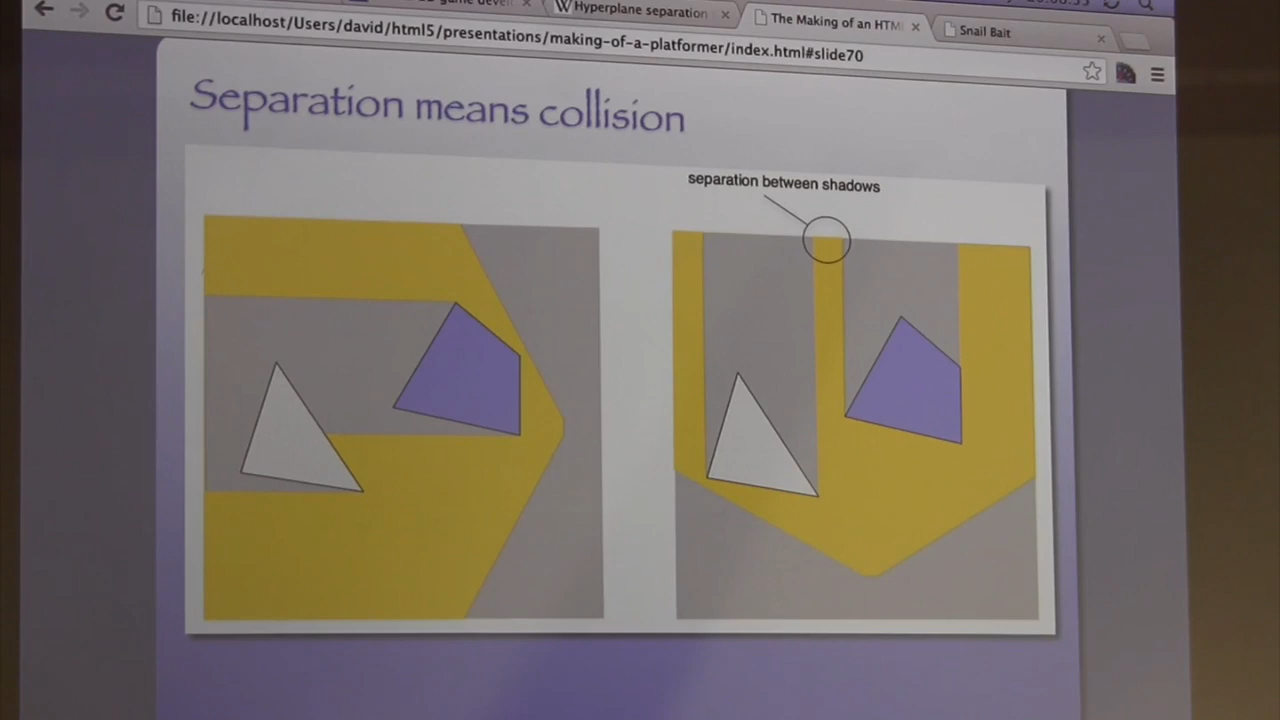 Hyperplane separation
The Making of an HTM
Snail Bait
file://localhost/Users/david/html5/presentations/making-of-a-platformer/index.html#slide70
Separation means collision
separation between shadows